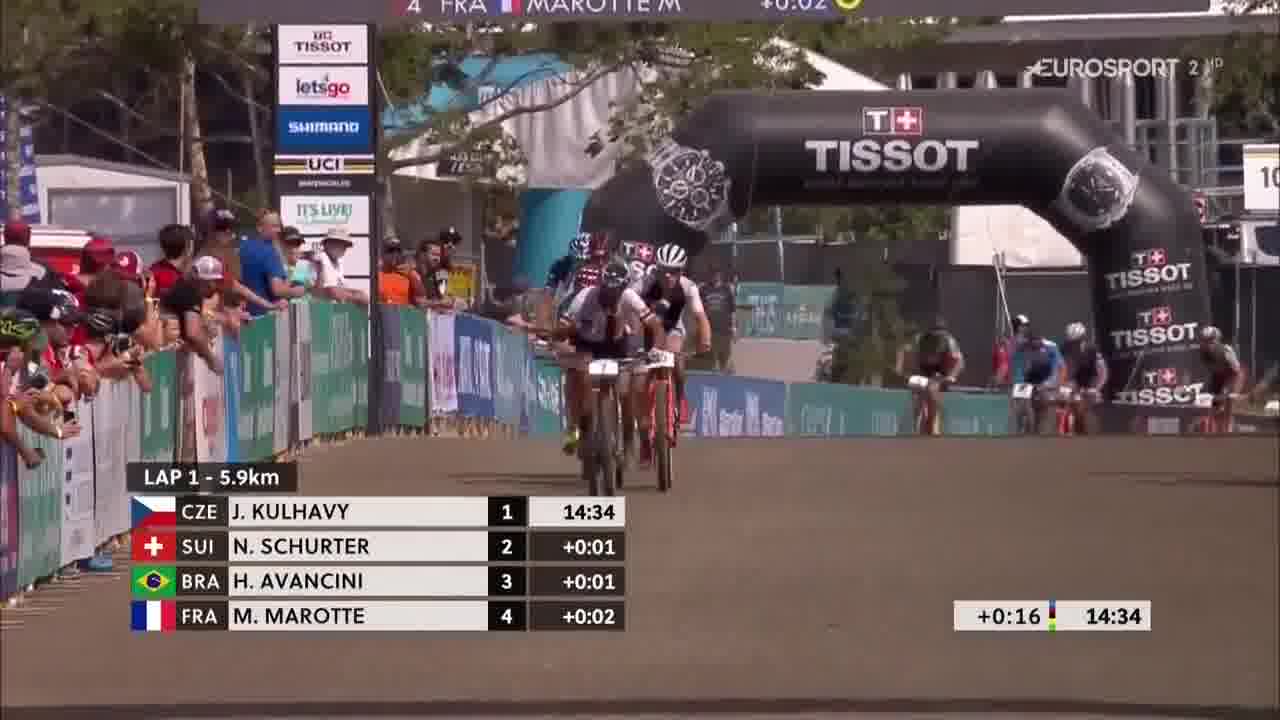 4 FRA MAROTTE M +0:02
EUROSPORT 2 HD
TISSOT
letsgo
SHIMANO
UCI
IT'S LIVE!
T+
TISSOT
10
TISSOT
TISSOT
TISSOT
LAP 1 - 5.9km
CZE J. KULHAVY 1 14:34
SUI N. SCHURTER 2 +0:01
BRA H. AVANCINI 3 +0:01
FRA M. MAROTTE 4 +0:02
+0:16 14:34